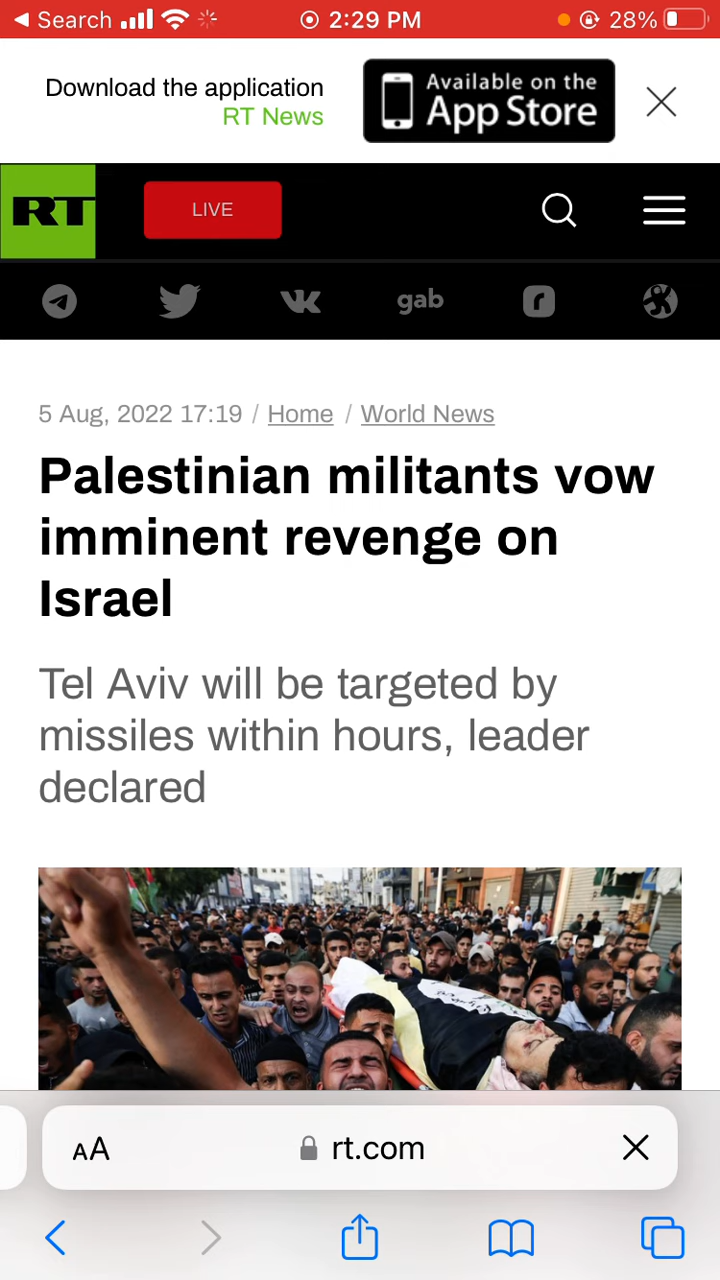 Search 2:29 PM 28%
Download the application
RT News
Available on the
App Store
RT LIVE
gab
5 Aug, 2022 17:19 / Home / World News
Palestinian militants vow
imminent revenge on
Israel
Tel Aviv will be targeted by
missiles within hours, leader
declared
AA rt.com